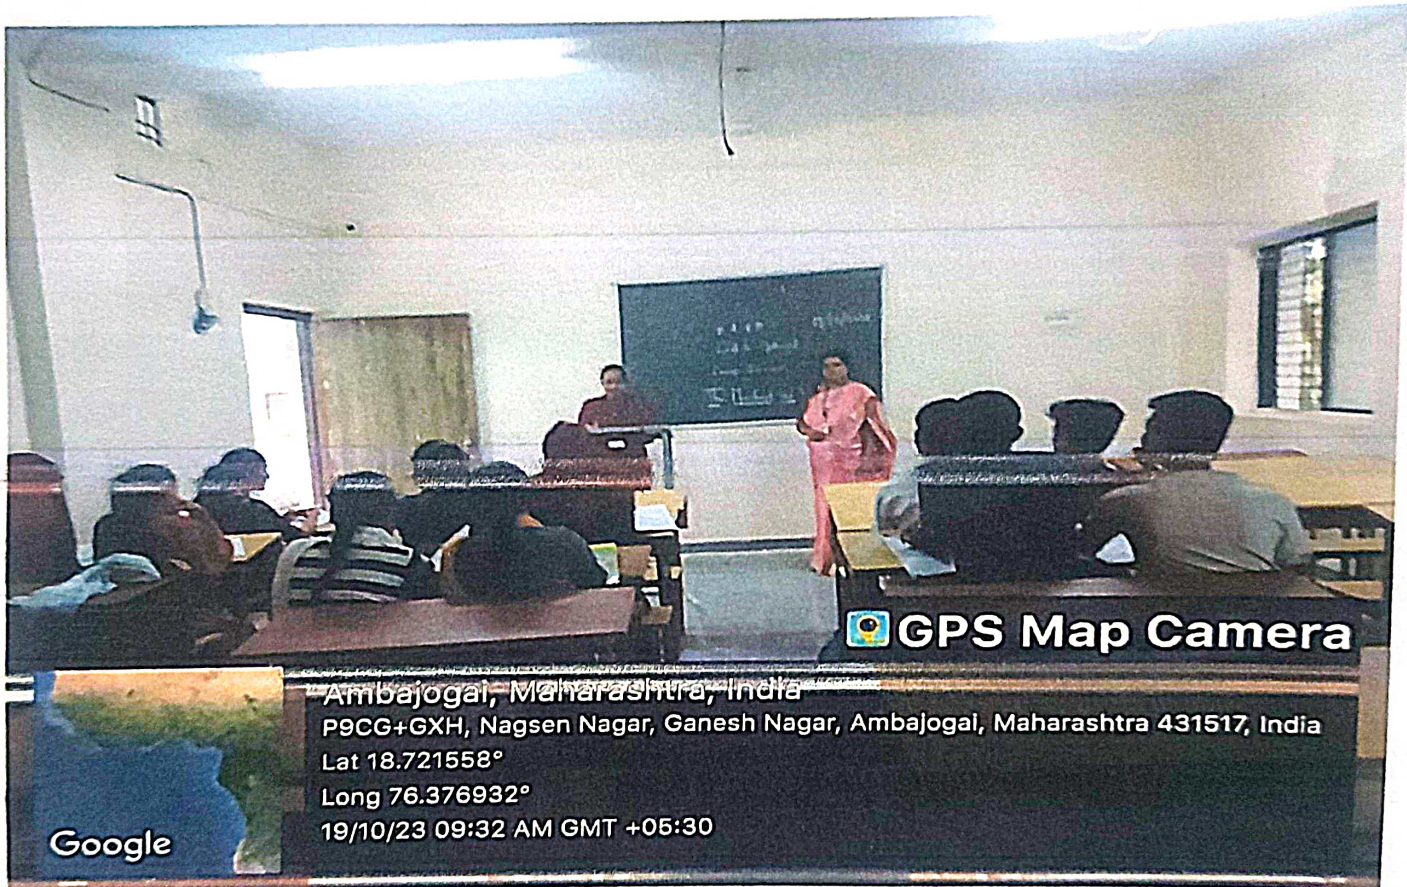 GPS Map Camera
Ambajogai, Maharashtra, India
P9CG+GXH, Nagsen Nagar, Ganesh Nagar, Ambajogai, Maharashtra 431517, India
Lat 18.721558°
Long 76.376932°
19/10/23 09:32 AM GMT +05:30
Google